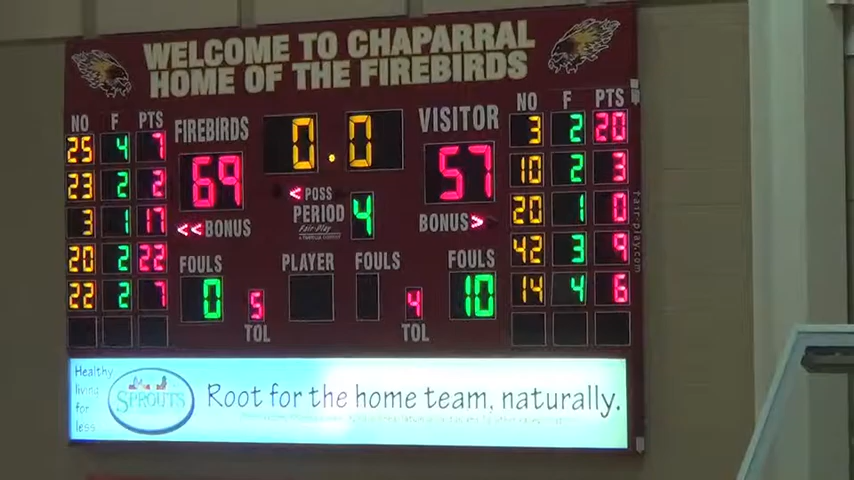 WELCOME TO CHAPARRAL
HOME OF THE FIREBIRDS
NO F PTS
25 4 7
23 2 2
3 1 17
20 2 22
22 2 7
FIREBIRDS
69
<< BONUS
FOULS
0
5
TOL
0.0
< POSS
PERIOD 4
Fair-Play
PLAYER FOULS
VISITOR
57
BONUS >
FOULS
10
4
TOL
NO F PTS
3 2 20
10 2 3
20 1 0
42 3 9
14 4 6
fair-play.com
Healthy
living
for
less
SPROUTS
Root for the home team, naturally.